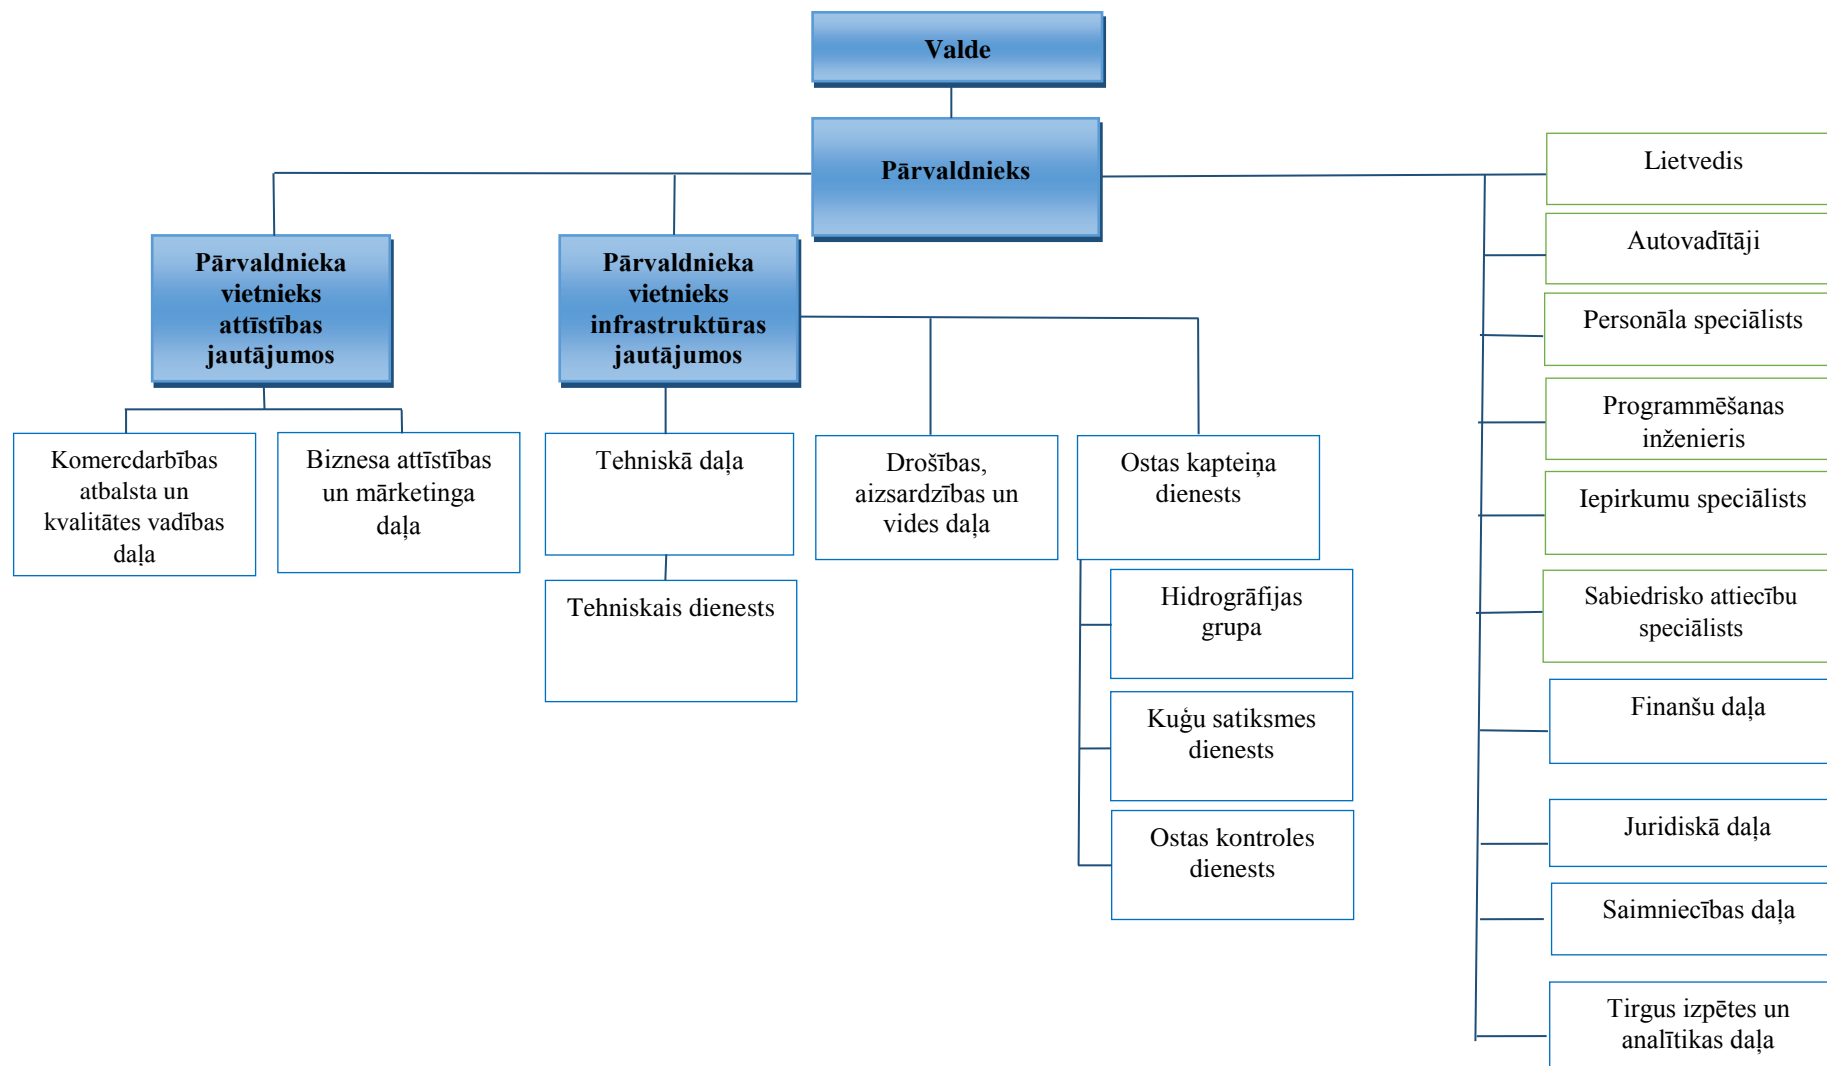 Valde
Pārvaldnieks
Pārvaldnieka
vietnieks
attīstības
jautājumos
Pārvaldnieka
vietnieks
infrastruktūras
jautājumos
Komercdarbības
atbalsta un
kvalitātes vadības
daļa
Biznesa attīstības
un mārketinga
daļa
Tehniskā daļa
Tehniskais dienests
Drošības,
aizsardzības un
vides daļa
Ostas kapteiņa
dienests
Hidrogrāfijas
grupa
Kuģu satiksmes
dienests
Ostas kontroles
dienests
Lietvedis
Autovadītāji
Personāla speciālists
Programmēšanas
inženieris
Iepirkumu speciālists
Sabiedrisko attiecību
speciālists
Finanšu daļa
Juridiskā daļa
Saimniecības daļa
Tirgus izpētes un
analītikas daļa